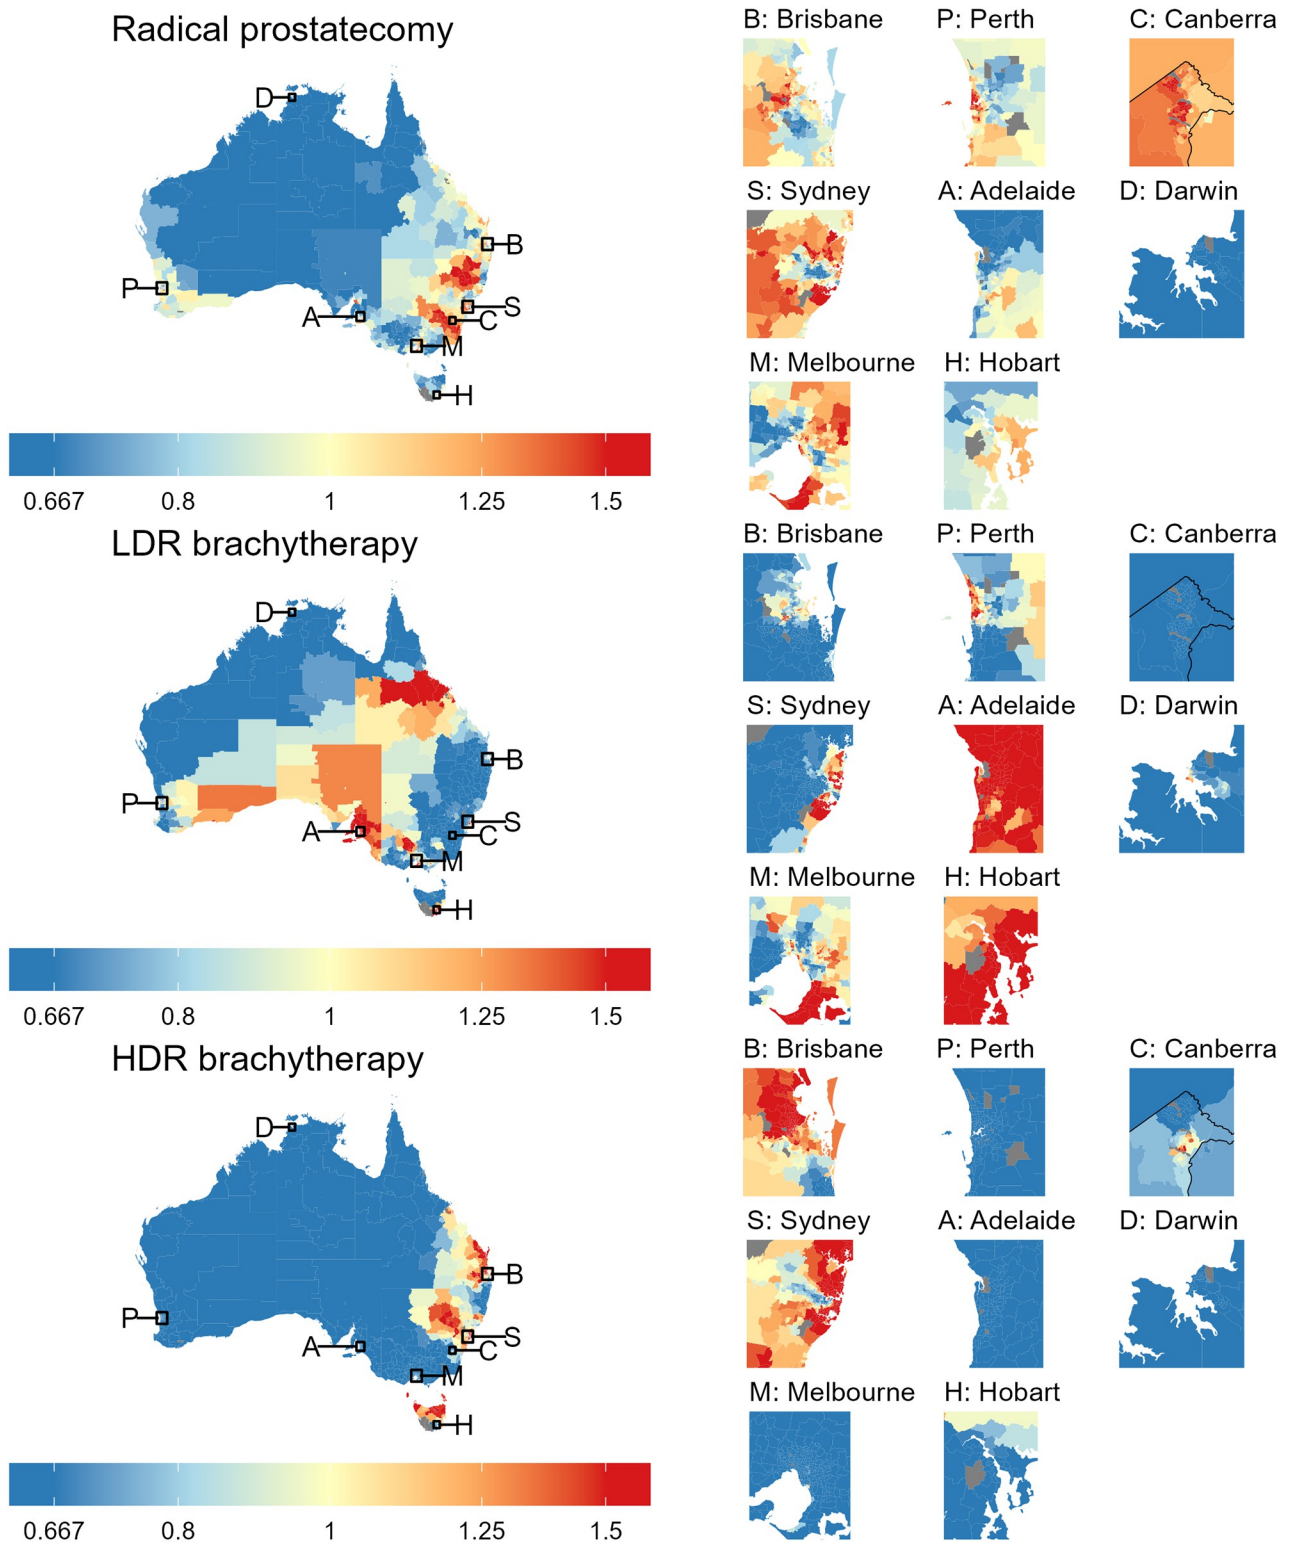 Radical prostatecomy
D
B
P
S
A
C
M
H
0.667 0.8 1 1.25 1.5
B: Brisbane P: Perth C: Canberra
S: Sydney A: Adelaide D: Darwin
M: Melbourne H: Hobart
LDR brachytherapy
D
B
P
S
A
C
M
H
0.667 0.8 1 1.25 1.5
B: Brisbane P: Perth C: Canberra
S: Sydney A: Adelaide D: Darwin
M: Melbourne H: Hobart
HDR brachytherapy
D
B
P
S
A
C
M
H
0.667 0.8 1 1.25 1.5
B: Brisbane P: Perth C: Canberra
S: Sydney A: Adelaide D: Darwin
M: Melbourne H: Hobart